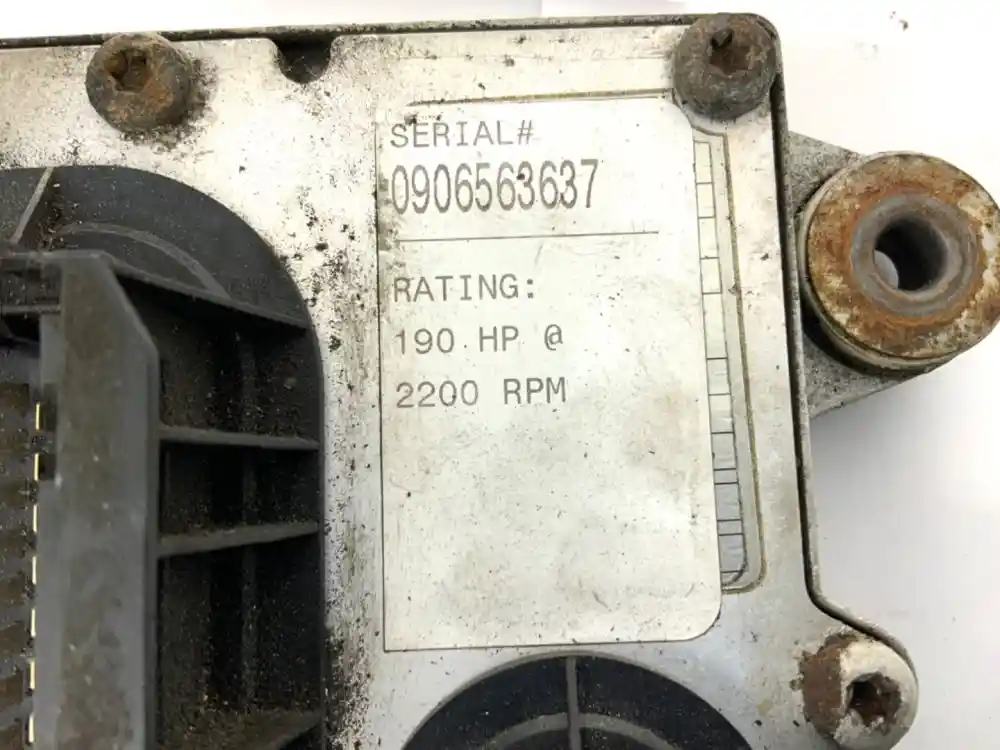 SERIAL#
0906563637
RATING:
190 HP @
2200 RPM